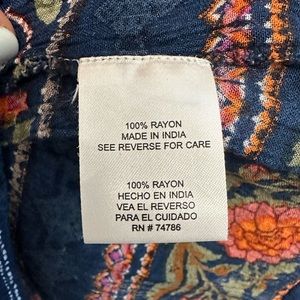 100% RAYON
MADE IN INDIA
SEE REVERSE FOR CARE
100% RAYON
HECHO EN INDIA
VEA EL REVERSO
PARA EL CUIDADO
RN # 74786